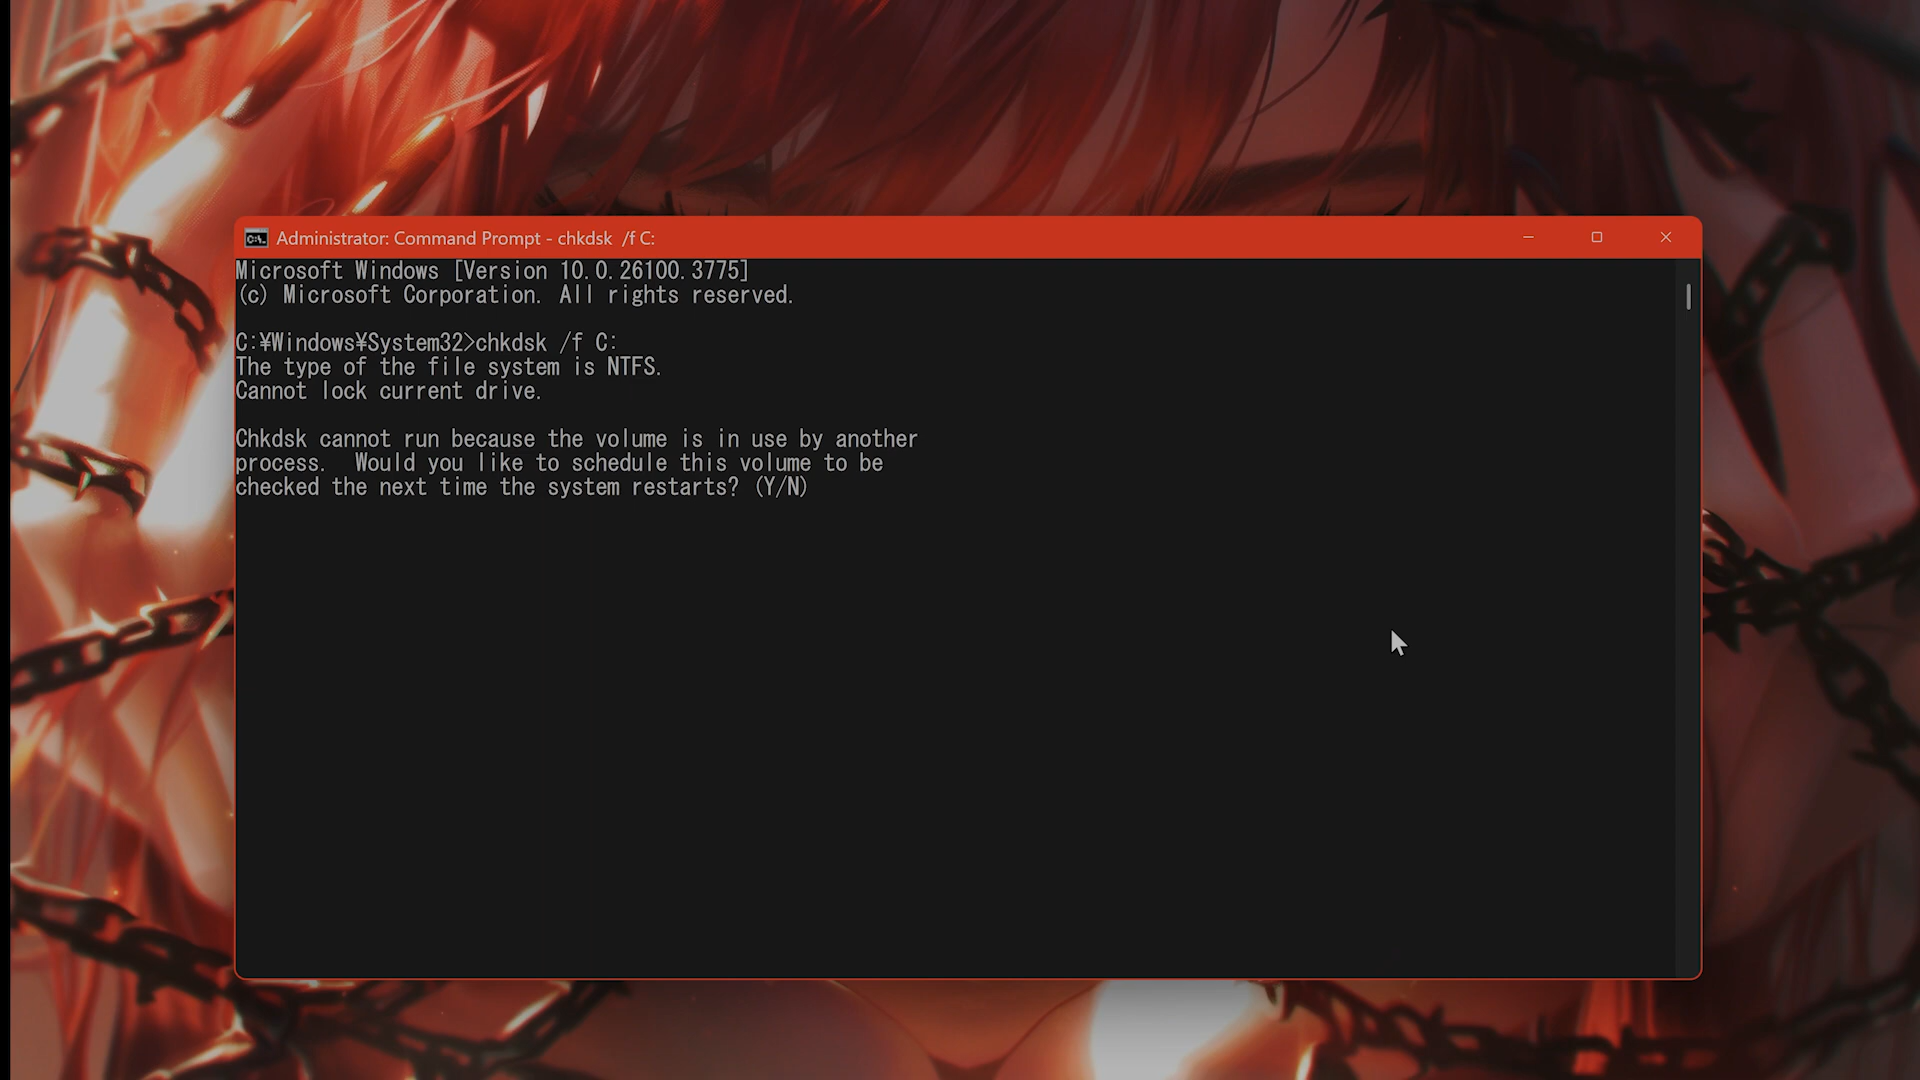 Administrator: Command Prompt - chkdsk  /f C:
Microsoft Windows [Version 10.0.26100.3775]
(c) Microsoft Corporation. All rights reserved.
C:¥Windows¥System32>chkdsk /f C:
The type of the file system is NTFS.
Cannot lock current drive.
Chkdsk cannot run because the volume is in use by another
process.  Would you like to schedule this volume to be
checked the next time the system restarts? (Y/N)